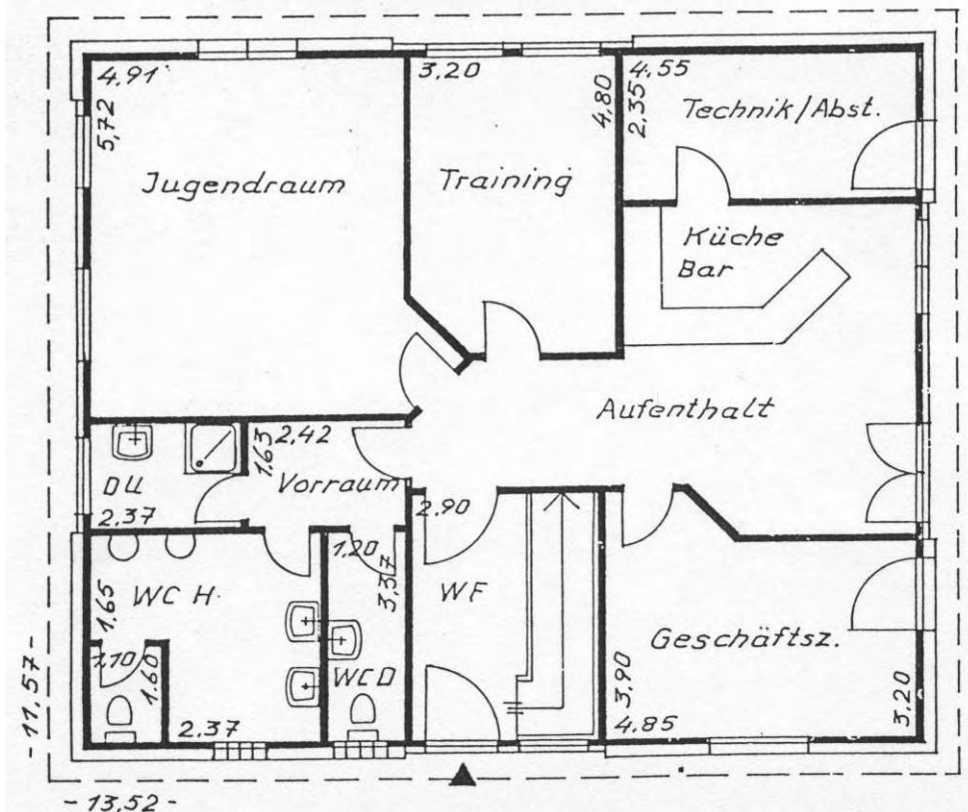 4,91
5,72
Jugendraum
3,20
4,80
Training
4,55
2,35
Technik/Abst.
Küche
Bar
Aufenthalt
DU
2,37
1,63
2,42
Vorraum
2,90
1,20
3,37
WC H.
1,65
1,10
1,60
2,37
WC D
WF
Geschäftsz.
3,90
4,85
3,20
- 11,57 -
- 13,52 -